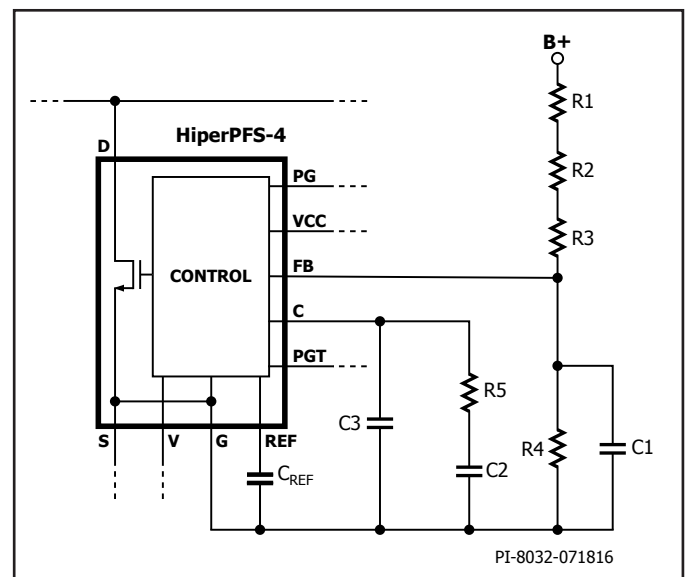 B+
R1
HiperPFS-4
D
PG
R2
VCC
R3
CONTROL
FB
C
PGT
R5
C3
R4
C1
S
V
G
REF
C2
CREF
PI-8032-071816